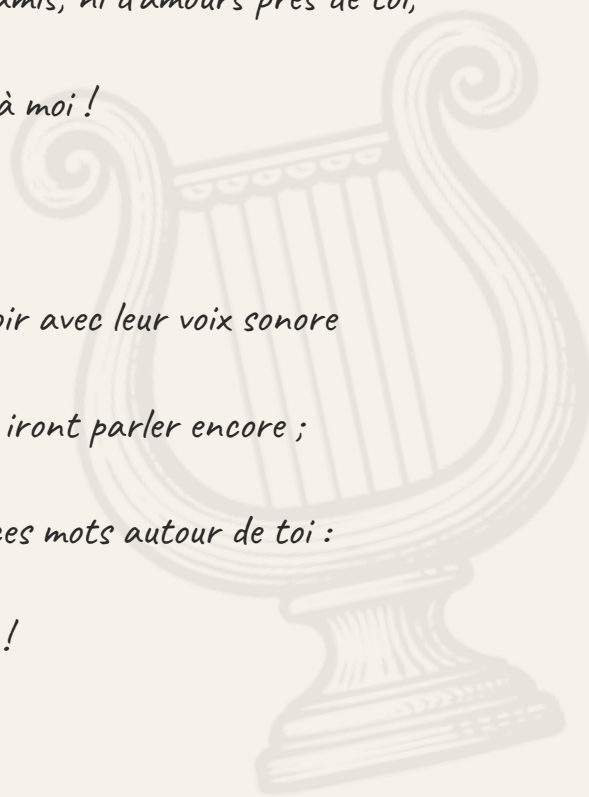 amis, ni d'amours près de toi,
à moi !
avec leur voix sonore
iront parler encore ;
mots autour de toi :
!